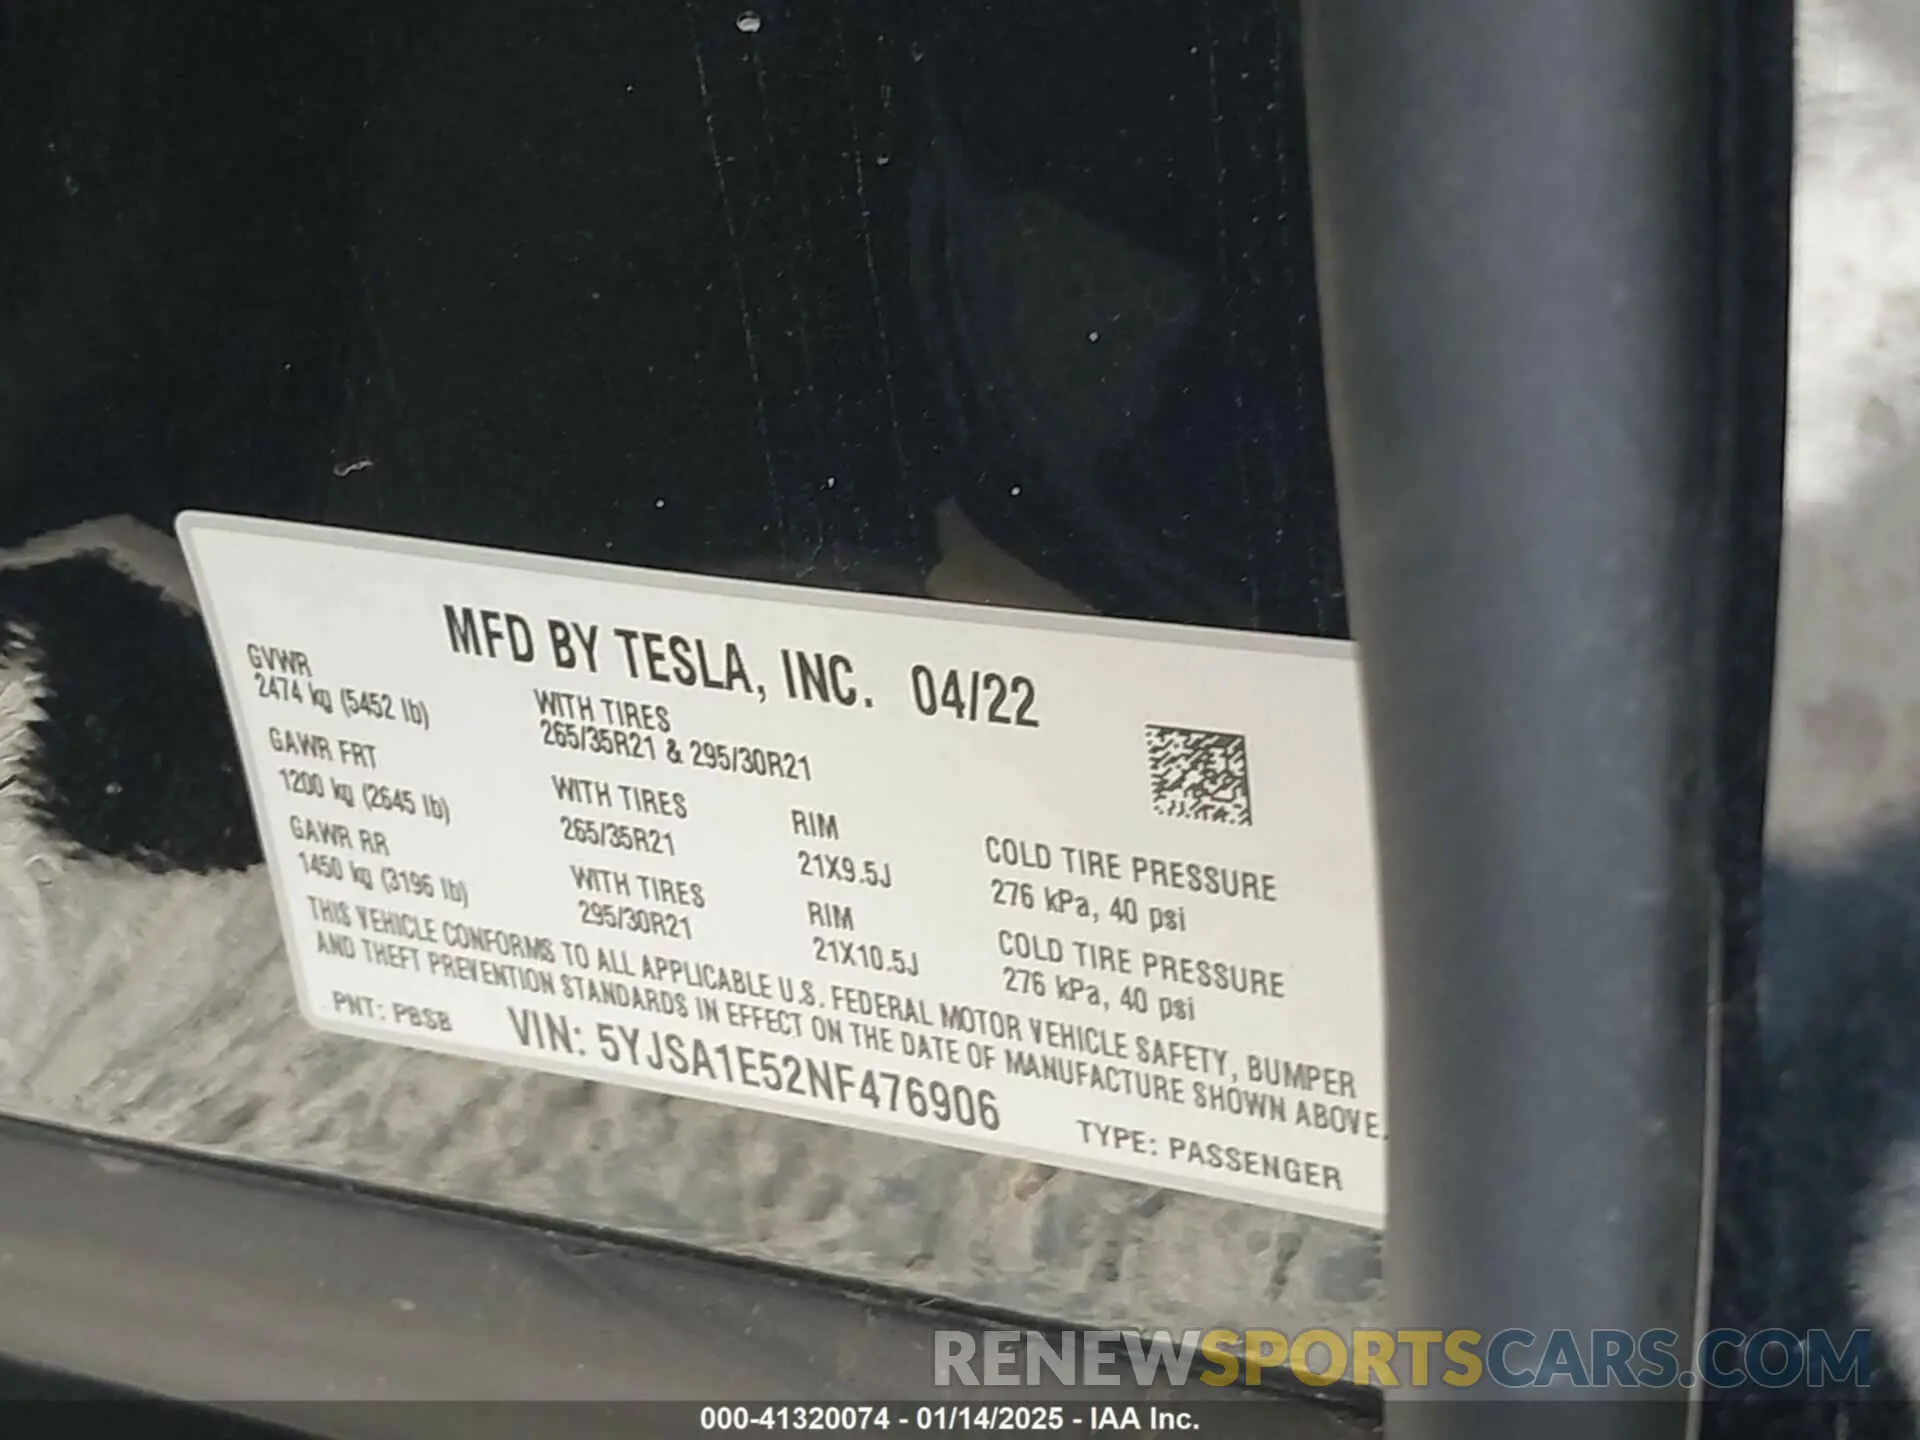 MFD BY TESLA, INC. 04/22
GVWR
2474 kg (5452 lb)
WITH TIRES
265/35R21 & 295/30R21
GAWR FRT
1200 kg (2645 lb)
WITH TIRES
265/35R21
RIM
21X9.5J
COLD TIRE PRESSURE
276 kPa, 40 psi
GAWR RR
1450 kg (3196 lb)
WITH TIRES
295/30R21
RIM
21X10.5J
COLD TIRE PRESSURE
276 kPa, 40 psi
THIS VEHICLE CONFORMS TO ALL APPLICABLE U.S. FEDERAL MOTOR VEHICLE SAFETY, BUMPER
AND THEFT PREVENTION STANDARDS IN EFFECT ON THE DATE OF MANUFACTURE SHOWN ABOVE.
PNT: PBSB
VIN: 5YJSA1E52NF476906
TYPE: PASSENGER
RENEWSPORTSCARS.COM
000-41320074 - 01/14/2025 - IAA Inc.